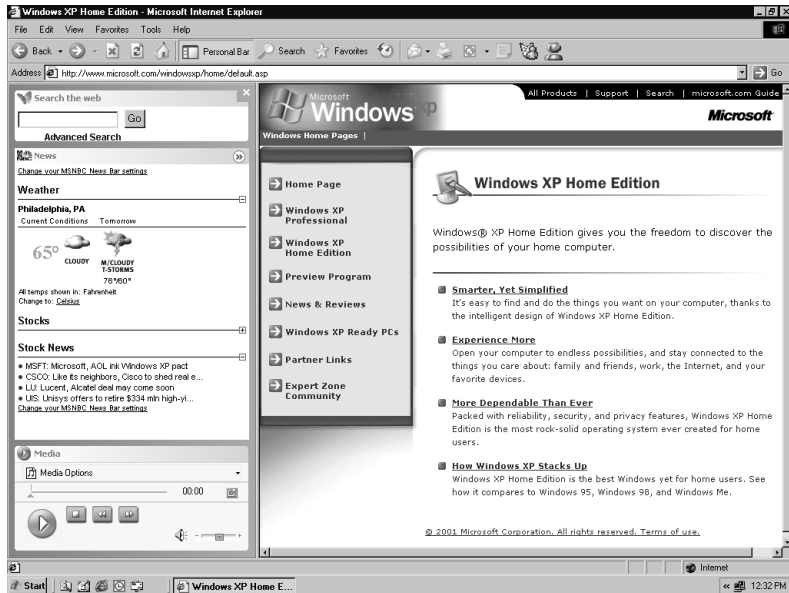 Windows XP Home Edition - Microsoft Internet Explorer
File Edit View Favorites Tools Help
Back Personal Bar Search Favorites
Address http://www.microsoft.com/windowsxp/home/default.asp Go
Search the web
Go
Advanced Search
News
Change your MSNBC News Bar settings
Weather
Philadelphia, PA
Current Conditions Tomorrow
65°
CLOUDY
M/CLOUDY
T-STORMS
76°/60°
All temps shown in: Fahrenheit
Change to: Celsius
Stocks
Stock News
MSFT: Microsoft, AOL ink Windows XP pact
CSCO: Like its neighbors, Cisco to shed real e...
LU: Lucent, Alcatel deal may come soon
UIS: Unisys offers to retire $334 mln high-yi...
Change your MSNBC News Bar settings
Media
Media Options
00:00
Microsoft
Windows xp
All Products | Support | Search | microsoft.com Guide
Microsoft
Windows Home Pages |
Home Page
Windows XP
Professional
Windows XP
Home Edition
Preview Program
News & Reviews
Windows XP Ready PCs
Partner Links
Expert Zone
Community
Windows XP Home Edition
Windows® XP Home Edition gives you the freedom to discover the
possibilities of your home computer.
Smarter, Yet Simplified
It's easy to find and do the things you want on your computer, thanks to
the intelligent design of Windows XP Home Edition.
Experience More
Open your computer to endless possibilities, and stay connected to the
things you care about: family and friends, work, the Internet, and your
favorite devices.
More Dependable Than Ever
Packed with reliability, security, and privacy features, Windows XP Home
Edition is the most rock-solid operating system ever created for home
users.
How Windows XP Stacks Up
Windows XP Home Edition is the best Windows yet for home users. See
how it compares to Windows 95, Windows 98, and Windows Me.
© 2001 Microsoft Corporation. All rights reserved. Terms of use.
Internet
Start Windows XP Home E... 12:32 PM